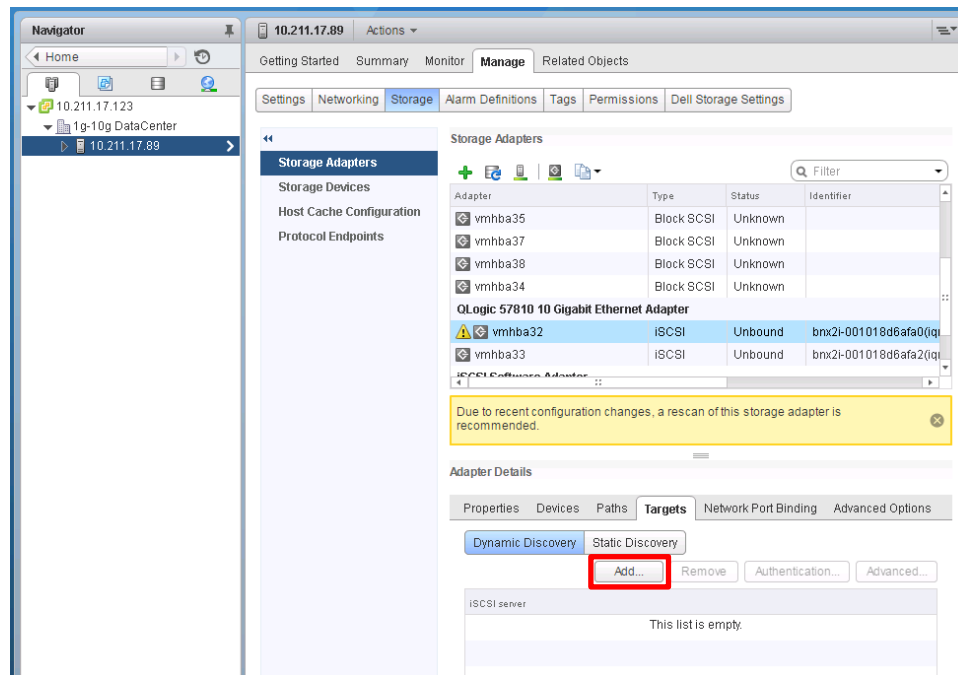 Navigator
10.211.17.89 Actions
Home
Getting Started Summary Monitor Manage Related Objects
Settings Networking Storage Alarm Definitions Tags Permissions Dell Storage Settings
10.211.17.123
1g-10g DataCenter
10.211.17.89
Storage Adapters
Storage Devices
Host Cache Configuration
Protocol Endpoints
Storage Adapters
Filter
Adapter Type Status Identifier
vmhba35 Block SCSI Unknown
vmhba37 Block SCSI Unknown
vmhba38 Block SCSI Unknown
vmhba34 Block SCSI Unknown
QLogic 57810 10 Gigabit Ethernet Adapter
vmhba32 iSCSI Unbound bnx2i-001018d6afa0(iqn
vmhba33 iSCSI Unbound bnx2i-001018d6afa2(iqn
iSCSI Software Adapter
Due to recent configuration changes, a rescan of this storage adapter is
recommended.
Adapter Details
Properties Devices Paths Targets Network Port Binding Advanced Options
Dynamic Discovery Static Discovery
Add... Remove Authentication... Advanced...
iSCSI server
This list is empty.